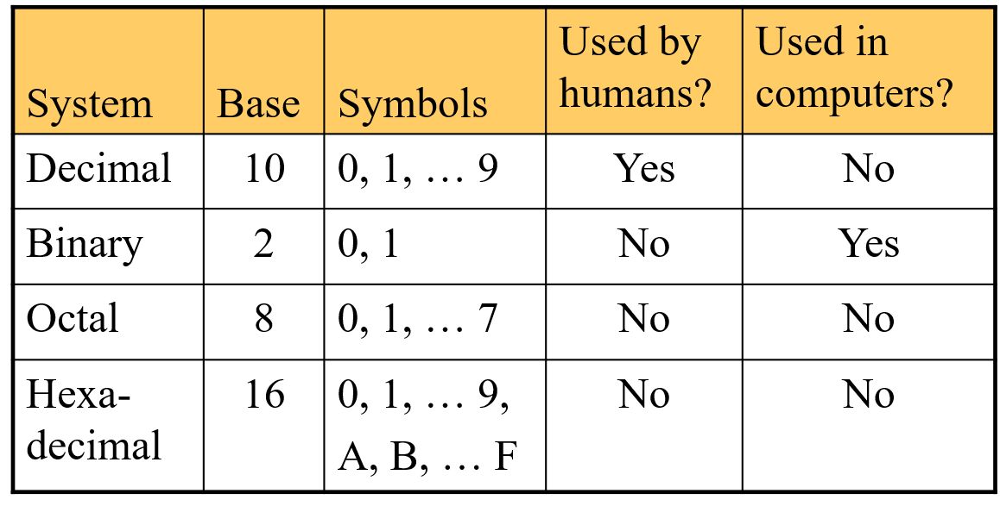 System Base Symbols Used by humans? Used in computers?
Decimal 10 0, 1, … 9 Yes No
Binary 2 0, 1 No Yes
Octal 8 0, 1, … 7 No No
Hexa- 16 0, 1, … 9, No No
decimal A, B, … F